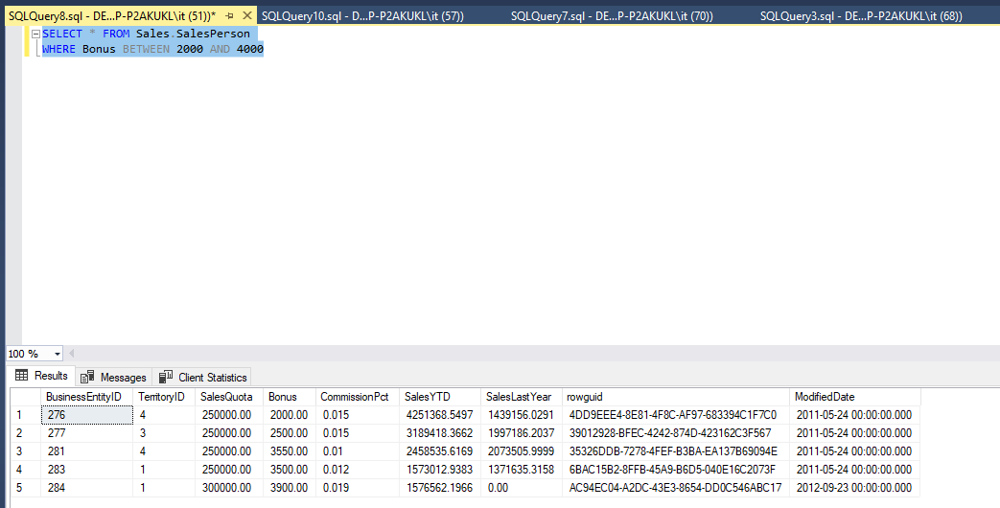 SQLQuery8.sql - DE...P-P2AKUKL\it (51))* SQLQuery10.sql - D...P-P2AKUKL\it (57)) SQLQuery7.sql - DE...P-P2AKUKL\it (70)) SQLQuery3.sql - DE...P-P2AKUKL\it (68))
SELECT * FROM Sales.SalesPerson
WHERE Bonus BETWEEN 2000 AND 4000
100 %
Results Messages Client Statistics
BusinessEntityID TerritoryID SalesQuota Bonus CommissionPct SalesYTD SalesLastYear rowguid ModifiedDate
1 276 4 250000.00 2000.00 0.015 4251368.5497 1439156.0291 4DD9EEE4-8E81-4F8C-AF97-683394C1F7C0 2011-05-24 00:00:00.000
2 277 3 250000.00 2500.00 0.015 3189418.3662 1997186.2037 39012928-BFEC-4242-874D-423162C3F567 2011-05-24 00:00:00.000
3 281 4 250000.00 3550.00 0.01 2458535.6169 2073505.9999 35326DDB-7278-4FEF-B3BA-EA137B69094E 2011-05-24 00:00:00.000
4 283 1 250000.00 3500.00 0.012 1573012.9383 1371635.3158 6BAC15B2-8FFB-45A9-B6D5-040E16C2073F 2011-05-24 00:00:00.000
5 284 1 300000.00 3900.00 0.019 1576562.1966 0.00 AC94EC04-A2DC-43E3-8654-DD0C546ABC17 2012-09-23 00:00:00.000